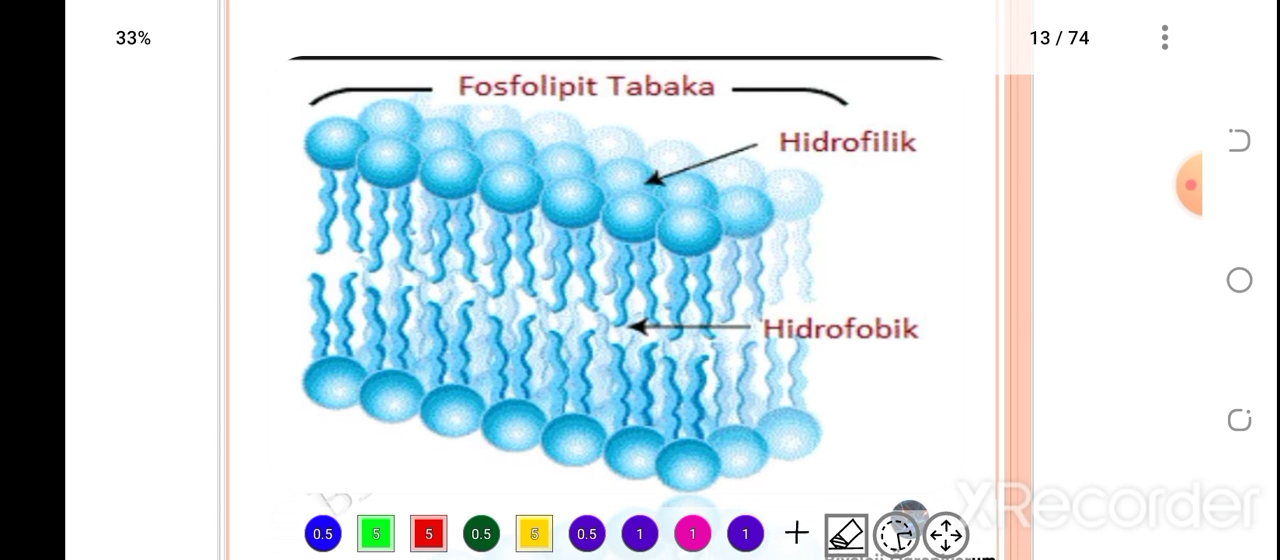 33%
13 / 74
Fosfolipit Tabaka
Hidrofilik
Hidrofobik
XRecorder
0.5 5 5 0.5 5 0.5 1 1 1 +